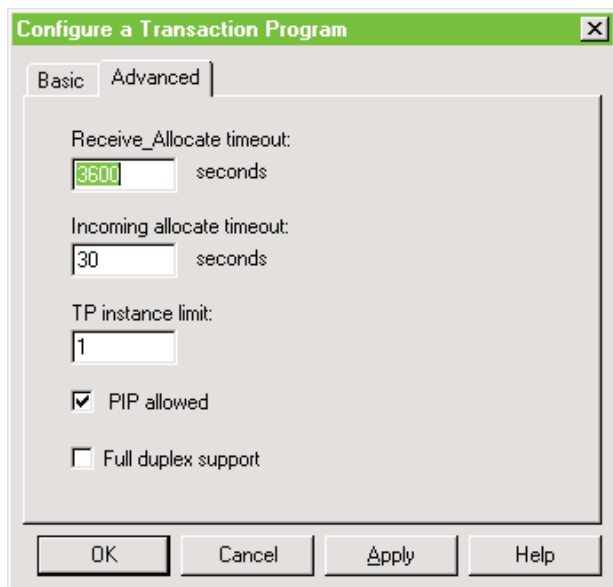 Configure a Transaction Program
Basic Advanced
Receive_Allocate timeout:
3600 seconds
Incoming allocate timeout:
30 seconds
TP instance limit:
1
PIP allowed
Full duplex support
OK Cancel Apply Help